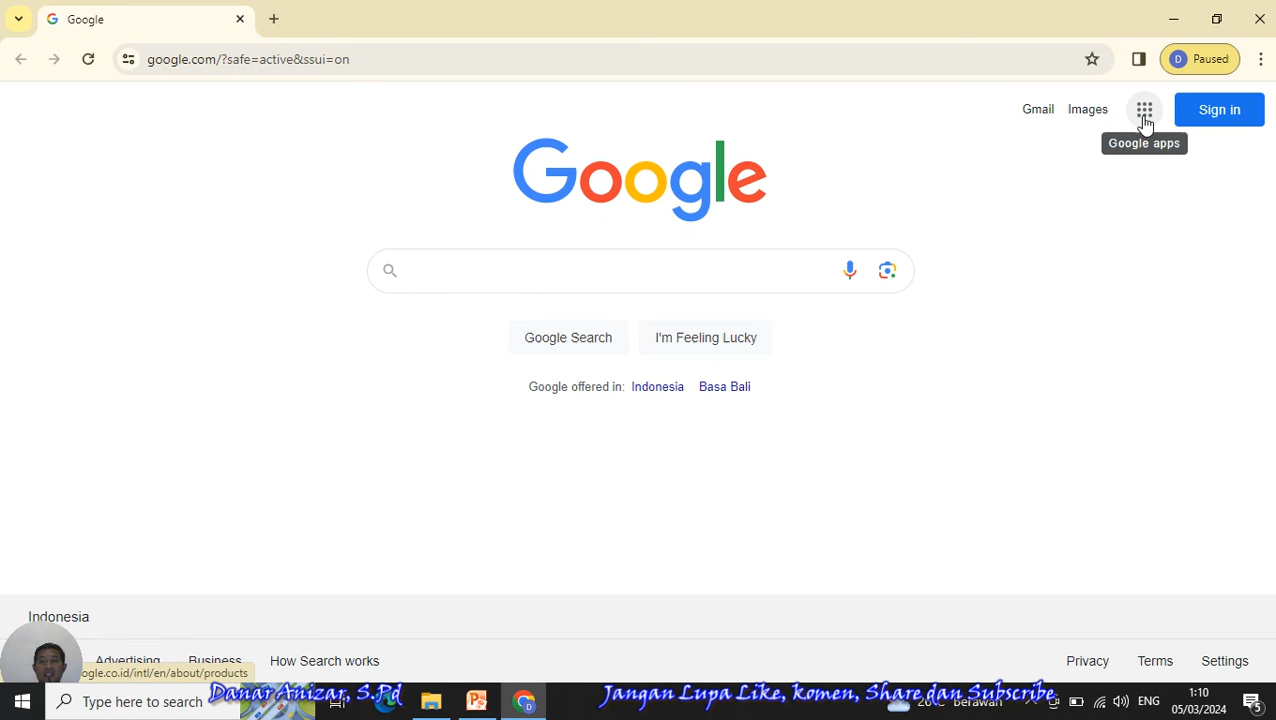 Google
google.com/?safe=active&ssui=on
D Paused
Gmail Images Sign in
Google apps
Google
Google Search I'm Feeling Lucky
Google offered in: Indonesia Basa Bali
Indonesia
Advertising Business How Search works Privacy Terms Settings
ogle.co.id/intl/en/about/products
Type here to search
Danar Anizar, S.Pd
Jangan Lupa Like, komen, Share dan Subscribe
Berawan
ENG
1:10
05/03/2024
5